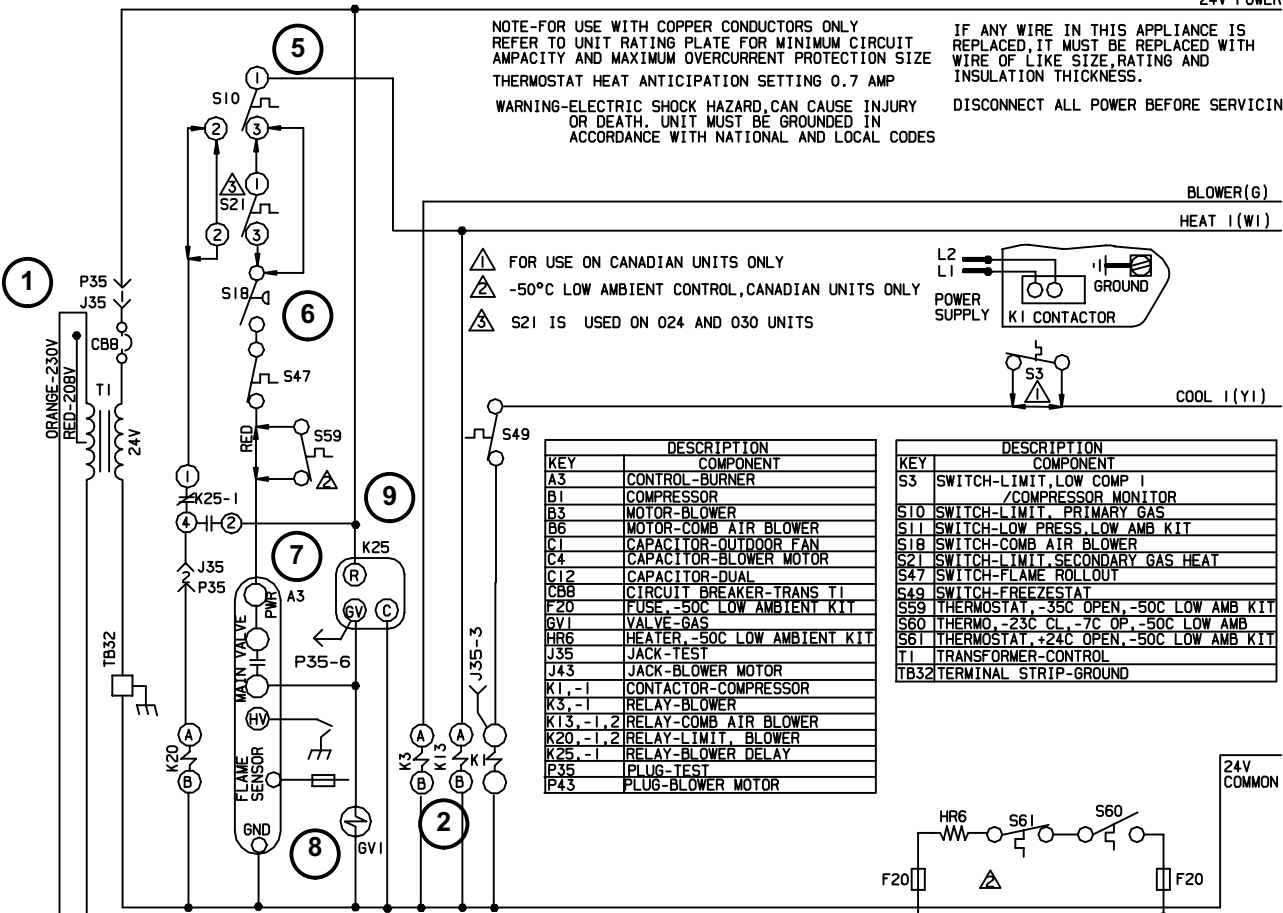 24V POWER
NOTE-FOR USE WITH COPPER CONDUCTORS ONLY
REFER TO UNIT RATING PLATE FOR MINIMUM CIRCUIT
AMPACITY AND MAXIMUM OVERCURRENT PROTECTION SIZE
THERMOSTAT HEAT ANTICIPATION SETTING 0.7 AMP
WARNING-ELECTRIC SHOCK HAZARD,CAN CAUSE INJURY
OR DEATH. UNIT MUST BE GROUNDED IN
ACCORDANCE WITH NATIONAL AND LOCAL CODES
IF ANY WIRE IN THIS APPLIANCE IS
REPLACED,IT MUST BE REPLACED WITH
WIRE OF LIKE SIZE,RATING AND
INSULATION THICKNESS.
DISCONNECT ALL POWER BEFORE SERVICIN
5
1
S10
2
3
3
1
S21
2
3
BLOWER(G)
HEAT 1(W1)
1
P35
1
J35
CB8
T1
ORANGE-230V
RED-208V
24V
S18
6
S47
RED
S59
2
1 FOR USE ON CANADIAN UNITS ONLY
2 -50°C LOW AMBIENT CONTROL,CANADIAN UNITS ONLY
3 S21 IS USED ON 024 AND 030 UNITS
L2
L1
POWER
SUPPLY
K1 CONTACTOR
GROUND
S3
1
COOL 1(Y1)
S49
1
K25-1
4
2
9
J35
2
P35
7
K25
R
GV
C
P35-6
A3
PWR
MAIN VALVE
HV
FLAME
SENSOR
GND
TB32
A
K20
B
8
GV1
J35-3
A
K3
B
A
K13
B
K1
2
DESCRIPTION
KEY COMPONENT
A3 CONTROL-BURNER
B1 COMPRESSOR
B3 MOTOR-BLOWER
B6 MOTOR-COMB AIR BLOWER
C1 CAPACITOR-OUTDOOR FAN
C4 CAPACITOR-BLOWER MOTOR
C12 CAPACITOR-DUAL
CB8 CIRCUIT BREAKER-TRANS T1
F20 FUSE,-50C LOW AMBIENT KIT
GV1 VALVE-GAS
HR6 HEATER,-50C LOW AMBIENT KIT
J35 JACK-TEST
J43 JACK-BLOWER MOTOR
K1,-1 CONTACTOR-COMPRESSOR
K3,-1 RELAY-BLOWER
K13,-1,2 RELAY-COMB AIR BLOWER
K20,-1,2 RELAY-LIMIT, BLOWER
K25,-1 RELAY-BLOWER DELAY
P35 PLUG-TEST
P43 PLUG-BLOWER MOTOR
DESCRIPTION
KEY COMPONENT
S3 SWITCH-LIMIT,LOW COMP 1
/COMPRESSOR MONITOR
S10 SWITCH-LIMIT, PRIMARY GAS
S11 SWITCH-LOW PRESS,LOW AMB KIT
S18 SWITCH-COMB AIR BLOWER
S21 SWITCH-LIMIT,SECONDARY GAS HEAT
S47 SWITCH-FLAME ROLLOUT
S49 SWITCH-FREEZESTAT
S59 THERMOSTAT,-35C OPEN,-50C LOW AMB KIT
S60 THERMO,-23C CL,-7C OP,-50C LOW AMB
S61 THERMOSTAT,+24C OPEN,-50C LOW AMB KIT
T1 TRANSFORMER-CONTROL
TB32 TERMINAL STRIP-GROUND
24V
COMMON
HR6
S61
S60
F20
2
F20